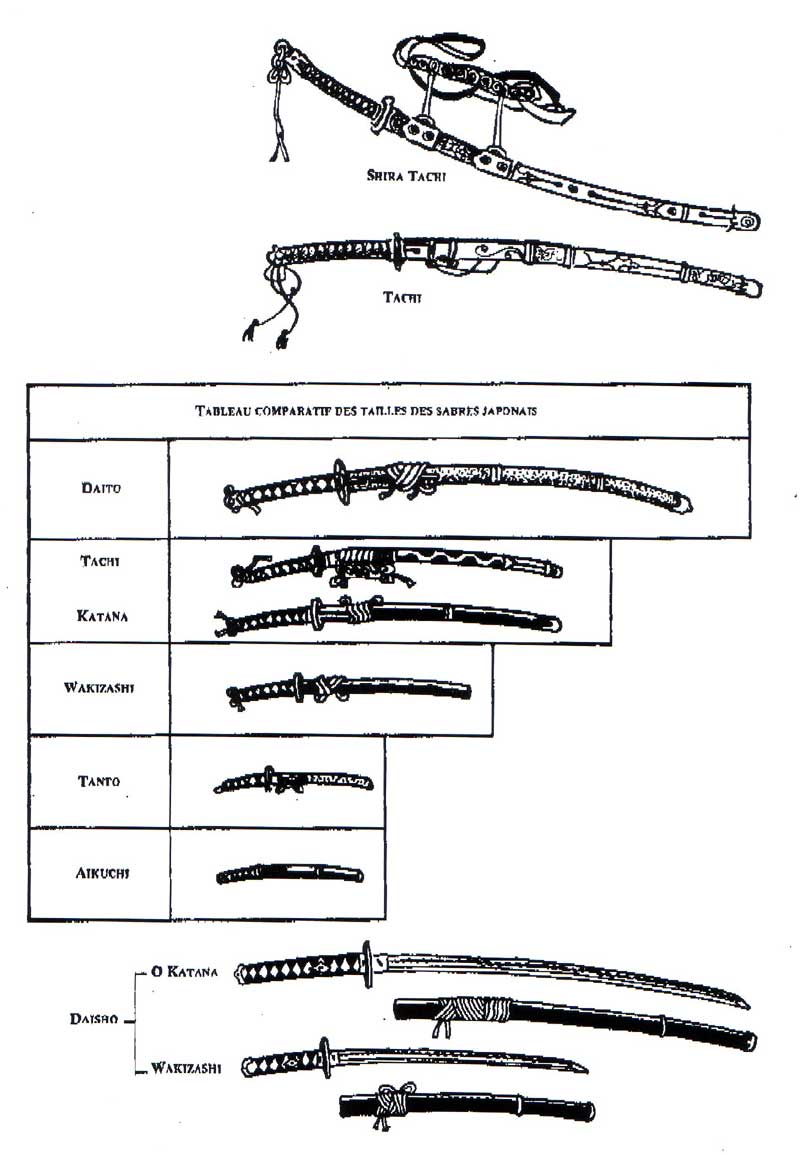 SHIRA TACHI
TACHI
TABLEAU COMPARATIF DES TAILLES DES SABRES JAPONAIS
DAITO
TACHI
KATANA
WAKIZASHI
TANTO
AIKUCHI
O KATANA
DAISHO
WAKIZASHI